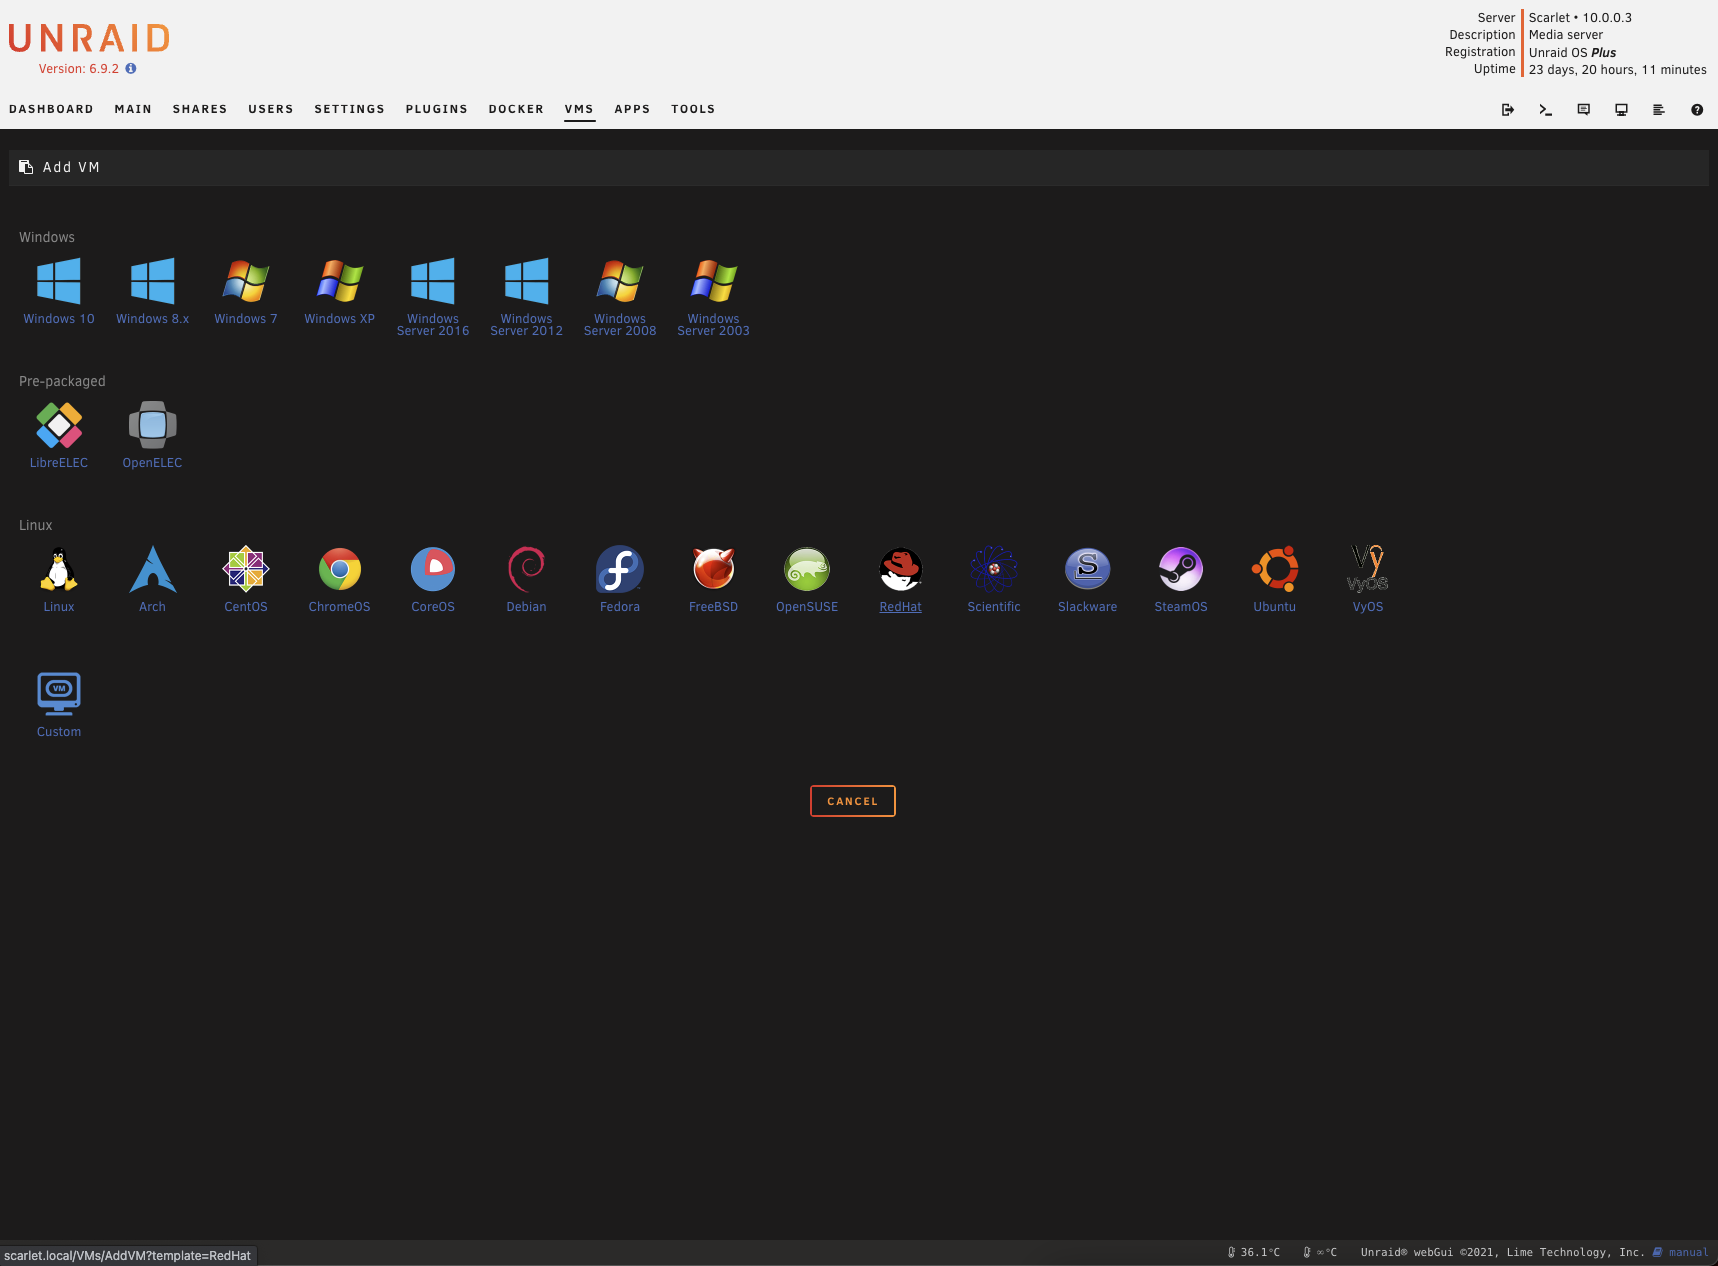 UNRAID
Version: 6.9.2
Server Scarlet • 10.0.0.3
Description Media server
Registration Unraid OS Plus
Uptime 23 days, 20 hours, 11 minutes
DASHBOARD MAIN SHARES USERS SETTINGS PLUGINS DOCKER VMS APPS TOOLS
Add VM
Windows
Windows 10 Windows 8.x Windows 7 Windows XP Windows Server 2016 Windows Server 2012 Windows Server 2008 Windows Server 2003
Pre-packaged
LibreELEC OpenELEC
Linux
Vy
VyOS
Linux Arch CentOS ChromeOS CoreOS Debian Fedora FreeBSD OpenSUSE RedHat Scientific Slackware SteamOS Ubuntu VyOS
VM
Custom
CANCEL
scarlet.local/VMs/AddVM?template=RedHat
36.1°C ∞°C Unraid® webGui ©2021, Lime Technology, Inc. manual